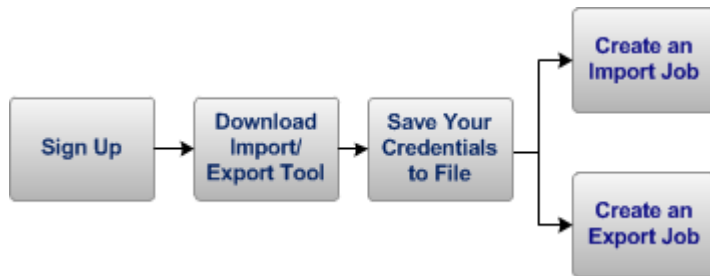 Sign Up
Download
Import/
Export Tool
Save Your
Credentials
to File
Create an
Import Job
Create an
Export Job